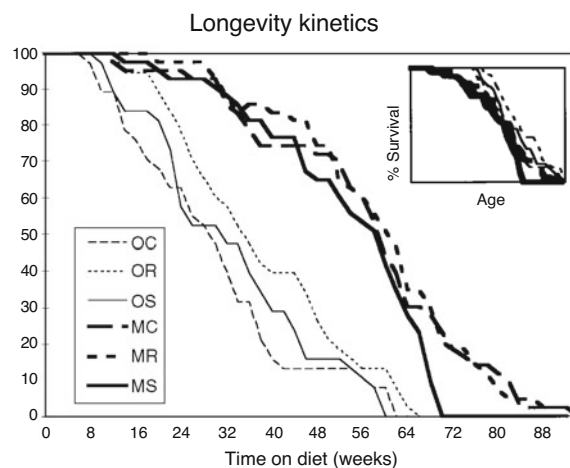 Longevity kinetics
100
90
80
70
60
50
40
30
20
10
0
OC
OR
OS
MC
MR
MS
% Survival
Age
0 8 16 24 32 40 48 56 64 72 80 88
Time on diet (weeks)